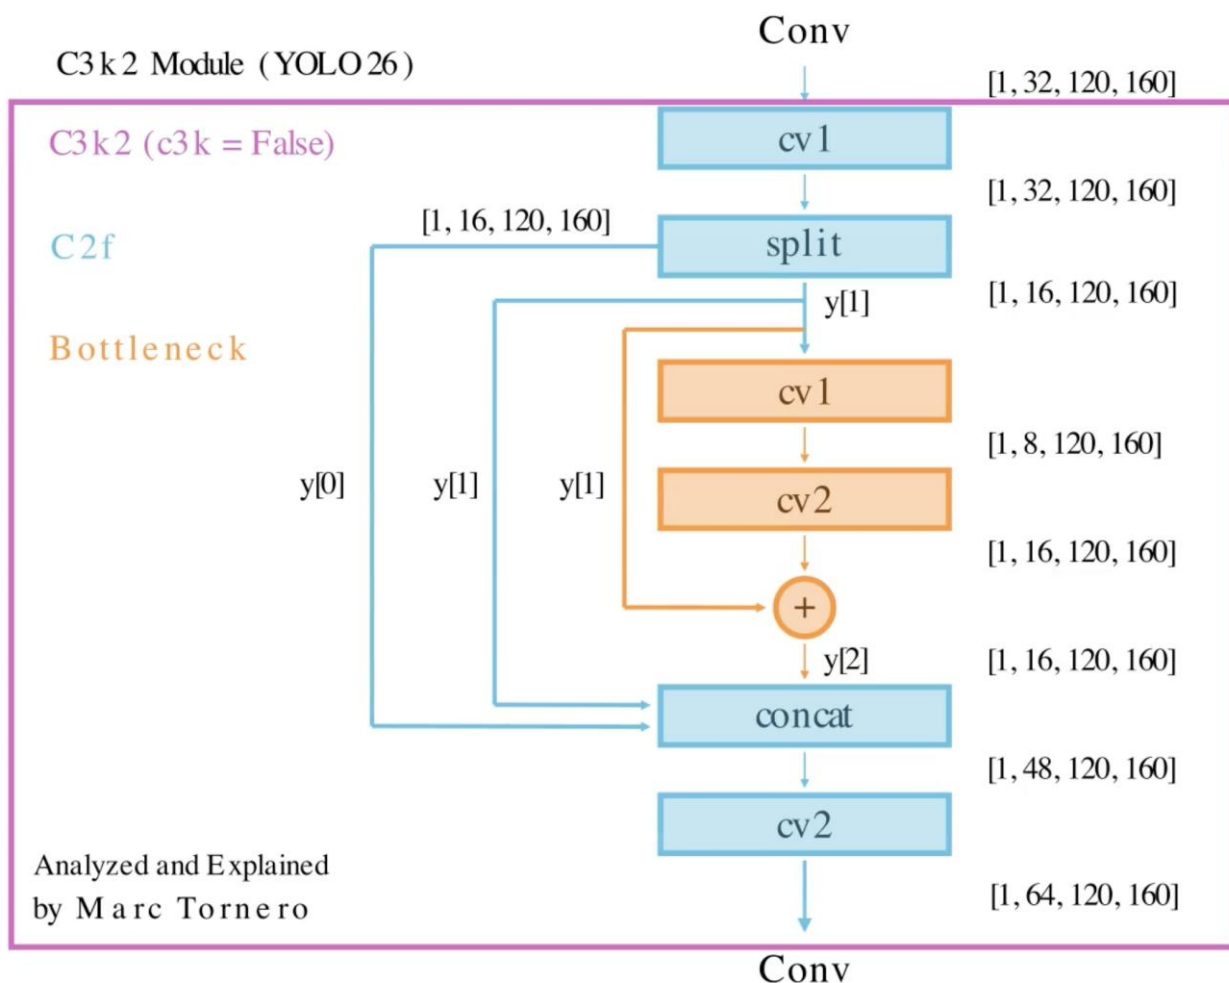 Conv
C3k2 Module (YOLO26)
[1, 32, 120, 160]
C3k2 (c3k = False)
cv1
[1, 32, 120, 160]
[1, 16, 120, 160]
C2f
split
[1, 16, 120, 160]
y[1]
Bottleneck
cv1
[1, 8, 120, 160]
y[0]
y[1]
y[1]
cv2
[1, 16, 120, 160]
+
y[2]
[1, 16, 120, 160]
concat
[1, 48, 120, 160]
cv2
Analyzed and Explained
by Marc Tornero
[1, 64, 120, 160]
Conv